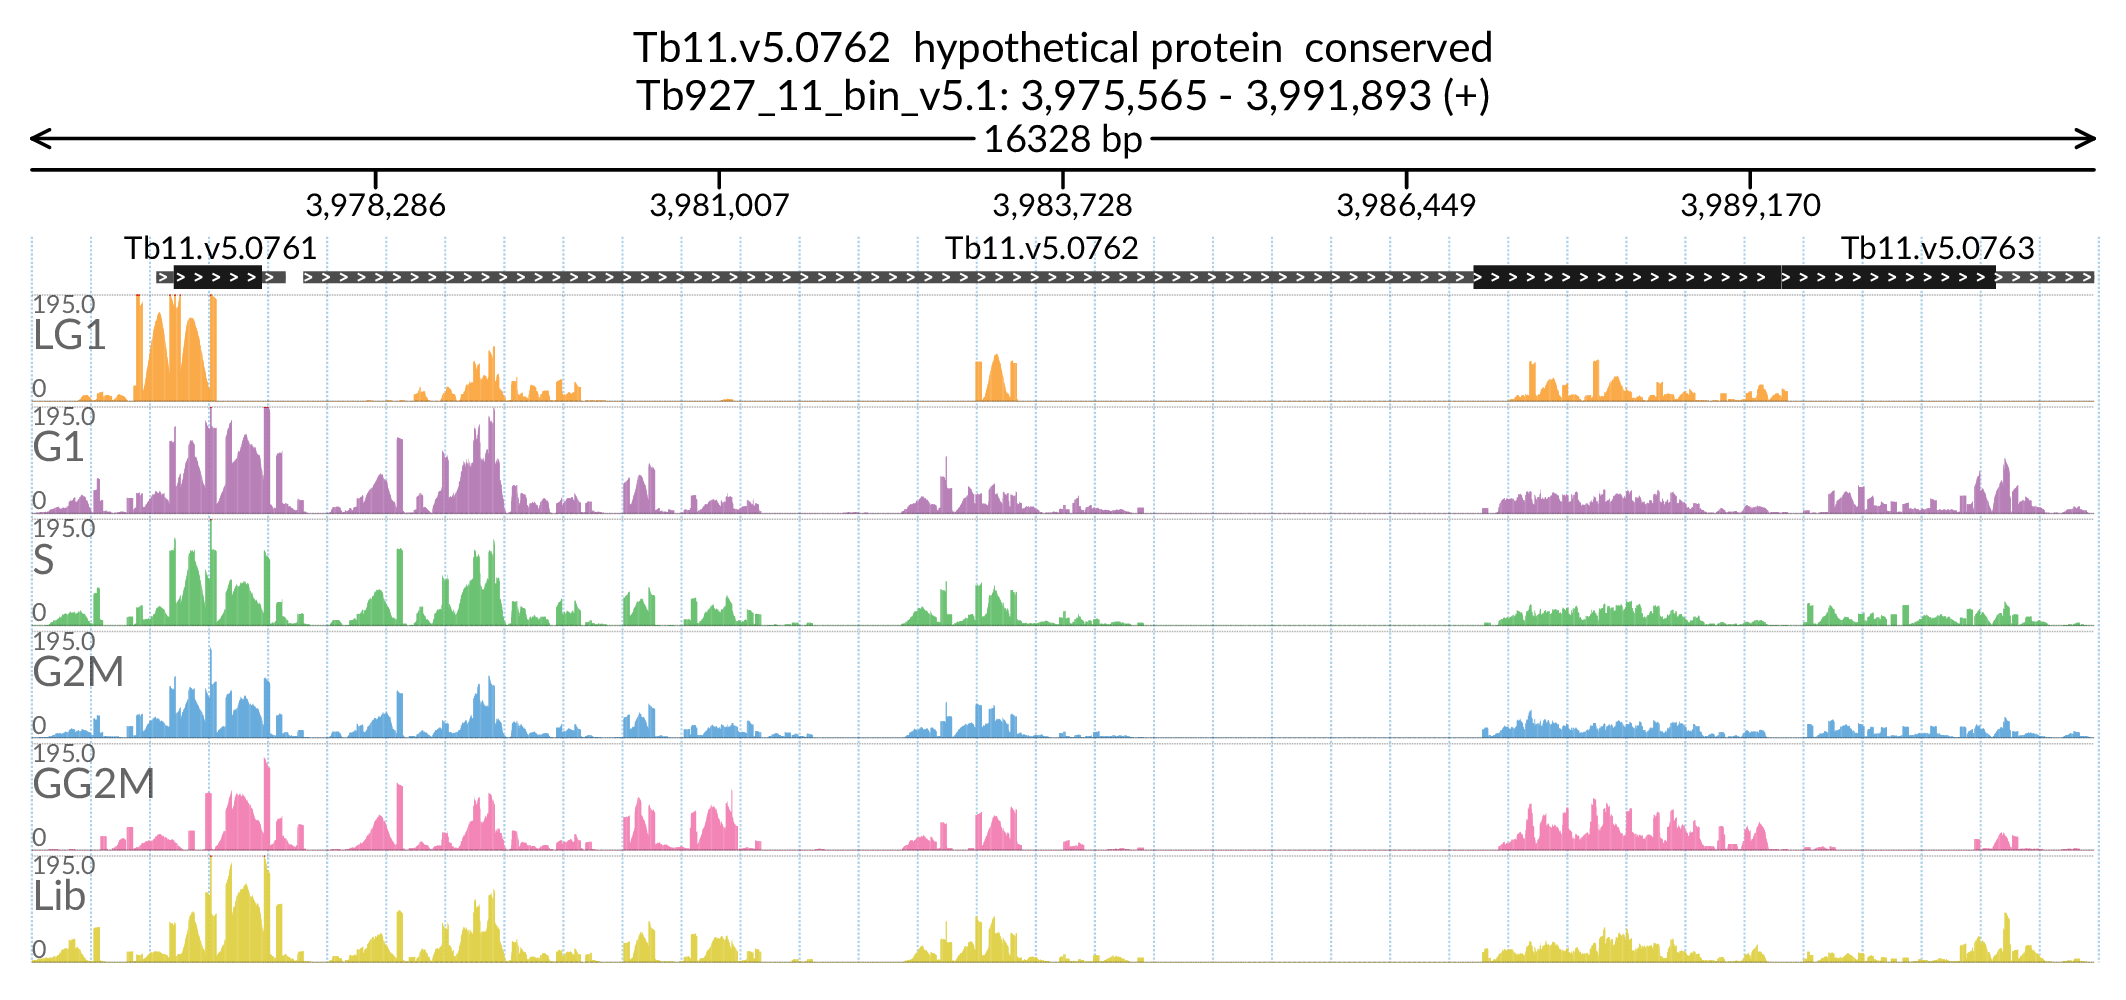 Tb11.v5.0762  hypothetical protein  conserved
Tb927_11_bin_v5.1: 3,975,565 - 3,991,893 (+)
16328 bp
3,978,286 3,981,007 3,983,728 3,986,449 3,989,170
Tb11.v5.0761 Tb11.v5.0762 Tb11.v5.0763
195.0
LG1
0
195.0
G1
0
195.0
S
0
195.0
G2M
0
195.0
GG2M
0
195.0
Lib
0